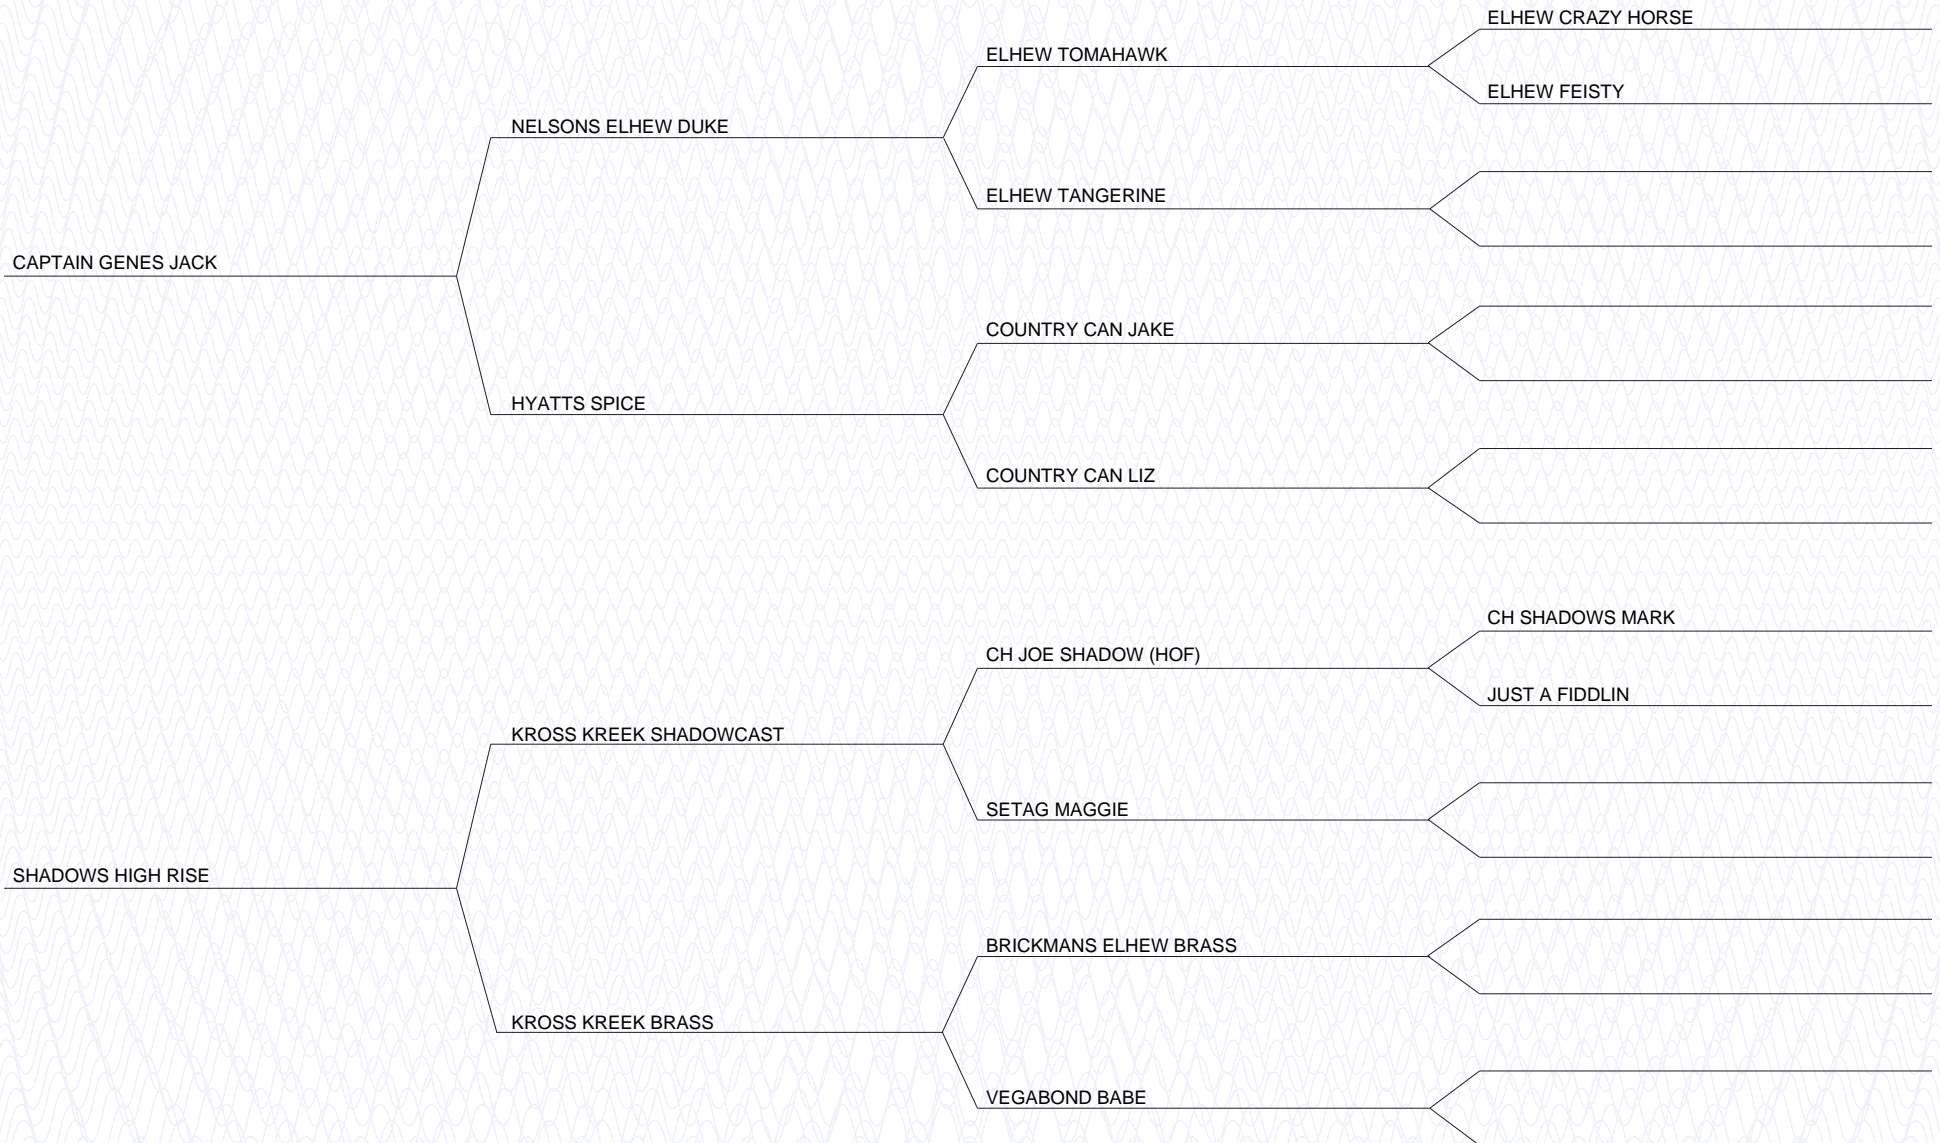 ELHEW CRAZY HORSE
ELHEW TOMAHAWK
ELHEW FEISTY
NELSONS ELHEW DUKE
ELHEW TANGERINE
CAPTAIN GENES JACK
COUNTRY CAN JAKE
HYATTS SPICE
COUNTRY CAN LIZ
CH SHADOWS MARK
CH JOE SHADOW (HOF)
JUST A FIDDLIN
KROSS KREEK SHADOWCAST
SETAG MAGGIE
SHADOWS HIGH RISE
BRICKMANS ELHEW BRASS
KROSS KREEK BRASS
VEGABOND BABE